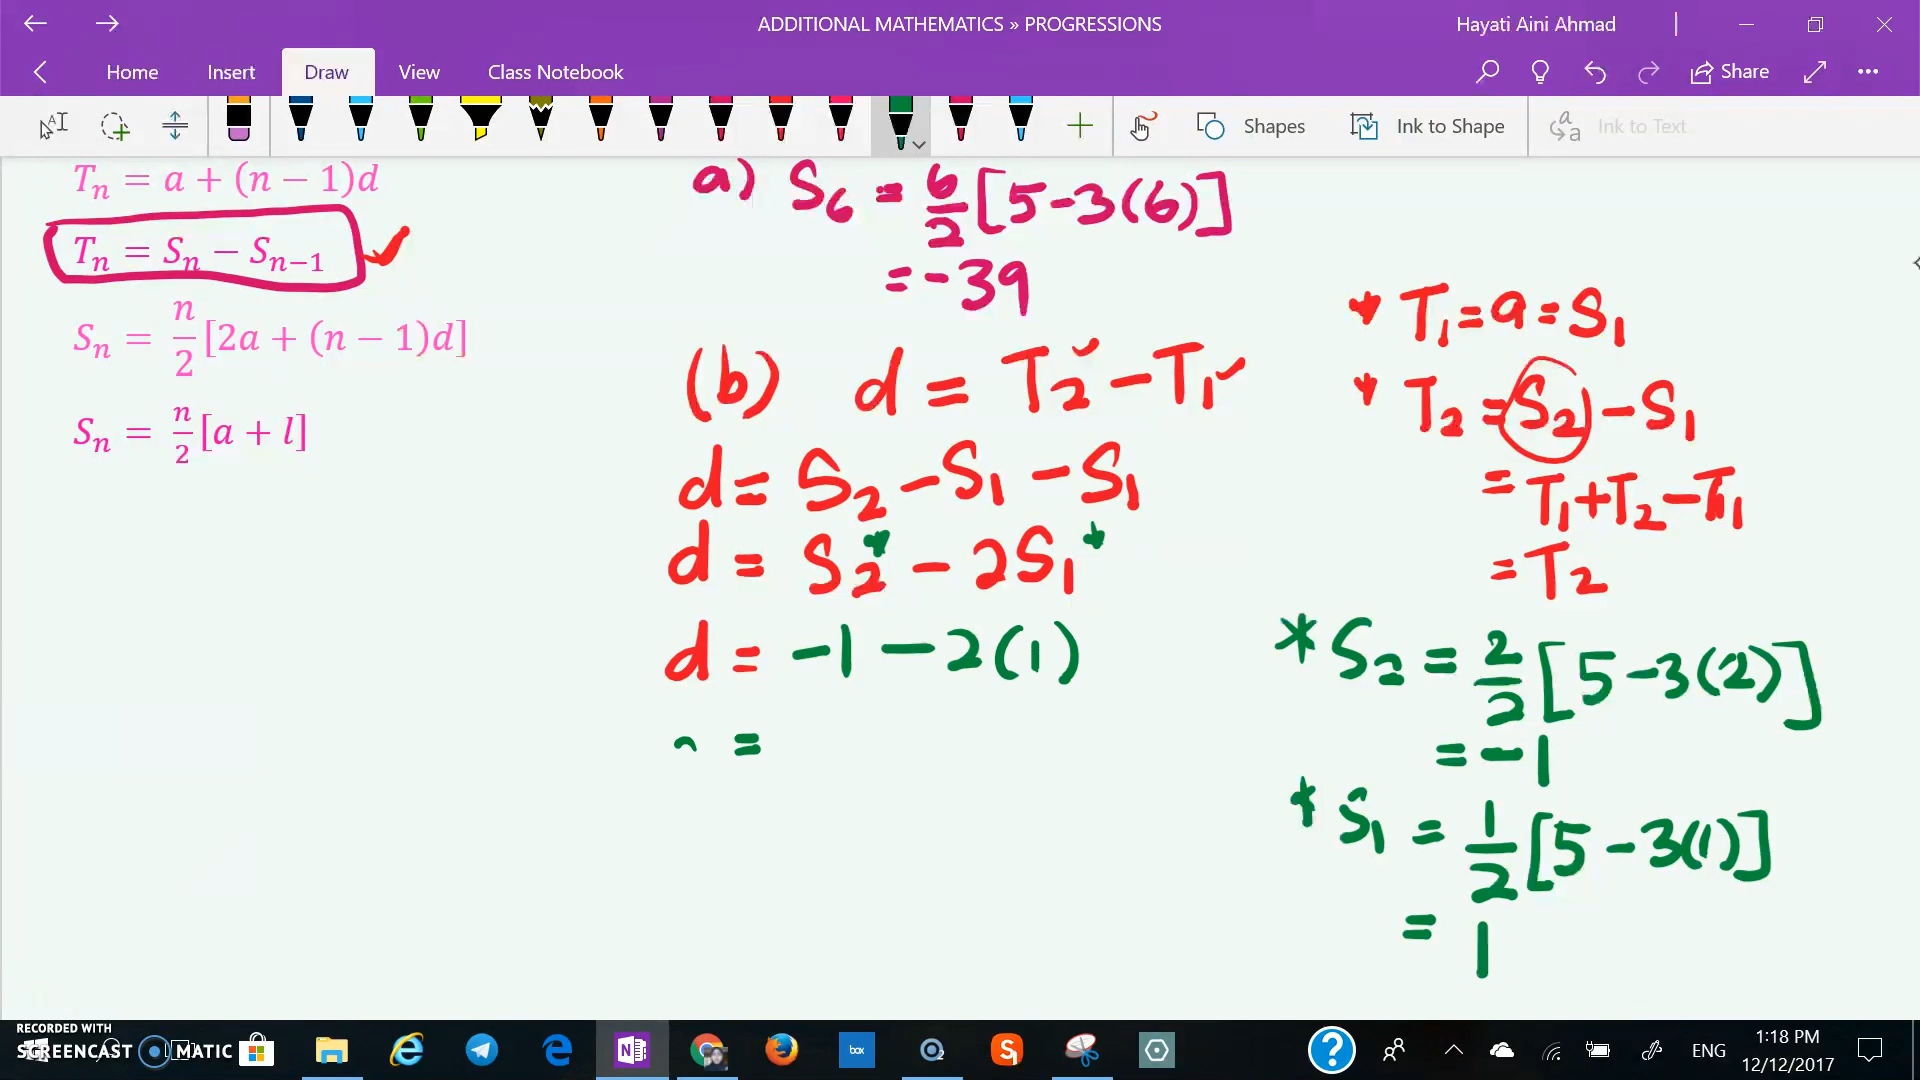 ADDITIONAL MATHEMATICS » PROGRESSIONS
Hayati Aini Ahmad
Home Insert Draw View Class Notebook
Share
Shapes
Ink to Shape
Ink to Text
Tₙ = a + (n − 1)d
Tₙ = Sₙ − Sₙ₋₁ ✓
Sₙ = n/2 [2a + (n − 1)d]
Sₙ = n/2 [a + l]
a) S₆ = 6/2 [5-3(6)]
= -39
(b) d = T₂ ✓ - T₁ ✓
d = S₂ - S₁ - S₁
d = S₂* - 2S₁*
d = -1 - 2(1)
=
* T₁ = a = S₁
* T₂ = S₂ - S₁
= T₁ + T₂ - T₁
= T₂
* S₂ = 2/2 [5-3(2)]
= -1
* S₁ = 1/2 [5-3(1)]
= 1
RECORDED WITH
SCREENCAST MATIC
box
ENG
1:18 PM
12/12/2017